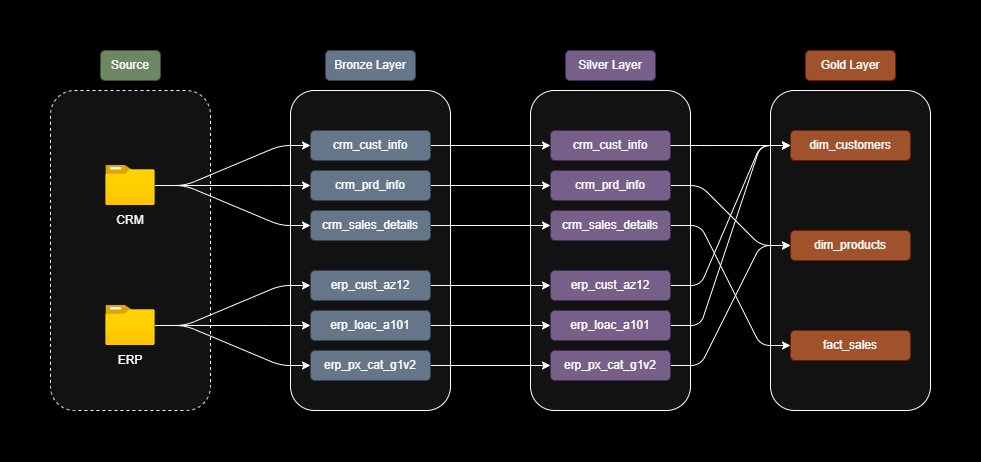 Source
Bronze Layer
Silver Layer
Gold Layer
CRM
ERP
crm_cust_info
crm_prd_info
crm_sales_details
erp_cust_az12
erp_loac_a101
erp_px_cat_g1v2
crm_cust_info
crm_prd_info
crm_sales_details
erp_cust_az12
erp_loac_a101
erp_px_cat_g1v2
dim_customers
dim_products
fact_sales